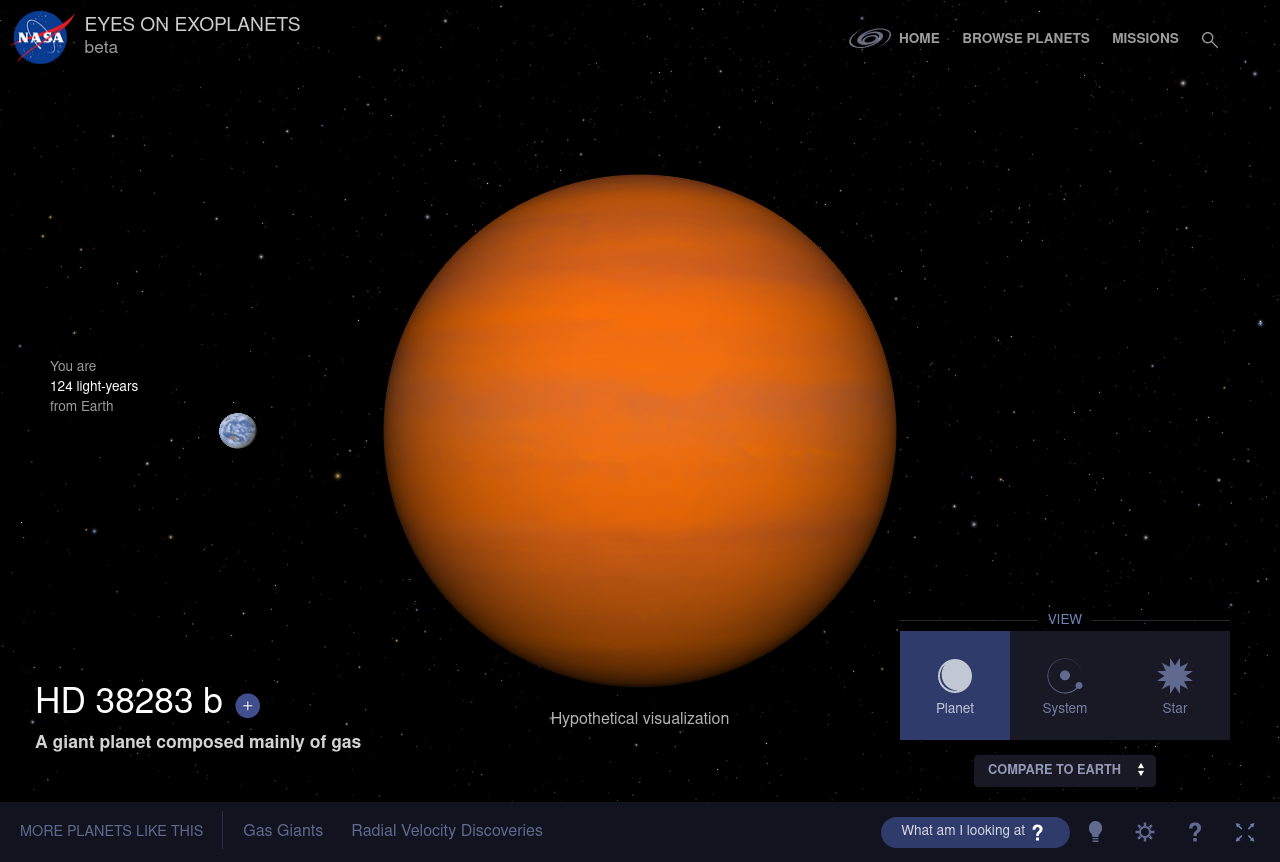 NASA
EYES ON EXOPLANETS
beta
HOME
BROWSE PLANETS
MISSIONS
You are
124 light-years
from Earth
HD 38283 b +
A giant planet composed mainly of gas
Hypothetical visualization
VIEW
Planet
System
Star
COMPARE TO EARTH
MORE PLANETS LIKE THIS
Gas Giants
Radial Velocity Discoveries
What am I looking at ?
?